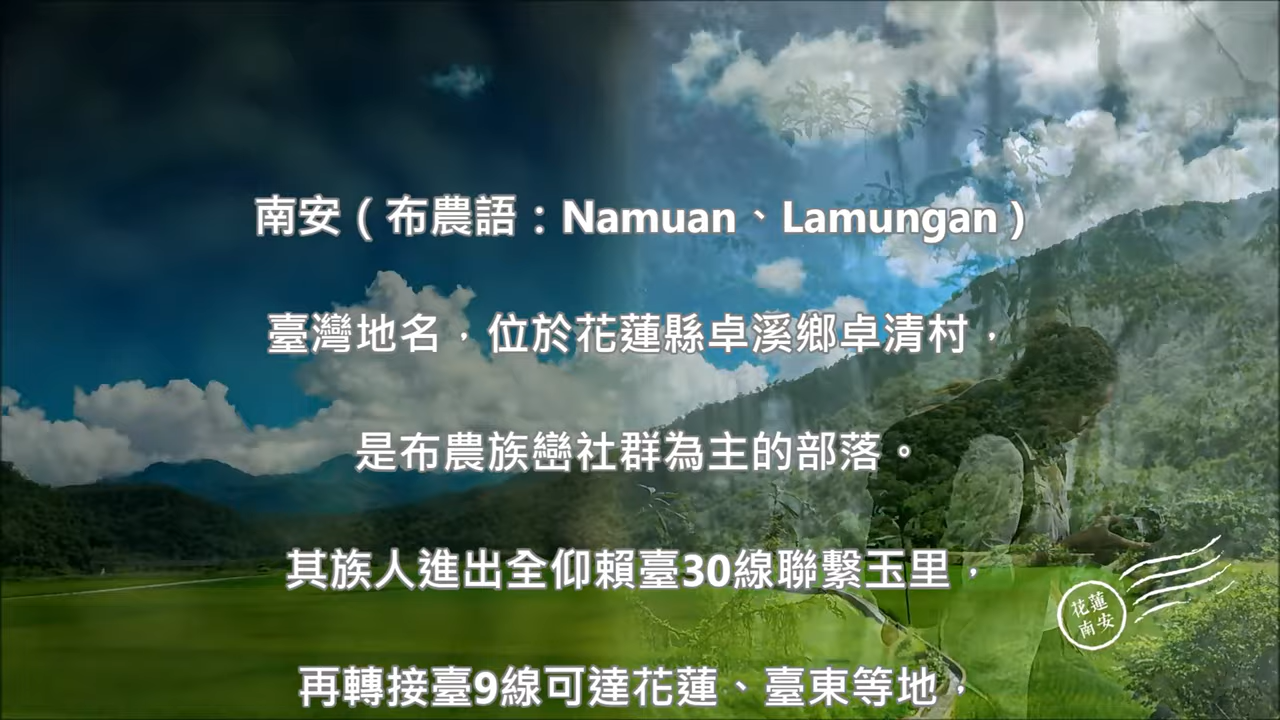 南安（布農語：Namuan、Lamungan）
臺灣地名，位於花蓮縣卓溪鄉卓清村，
是布農族巒社群為主的部落。
其族人進出全仰賴臺30線聯繫玉里，
再轉接臺9線可達花蓮、臺東等地，
花蓮
南安